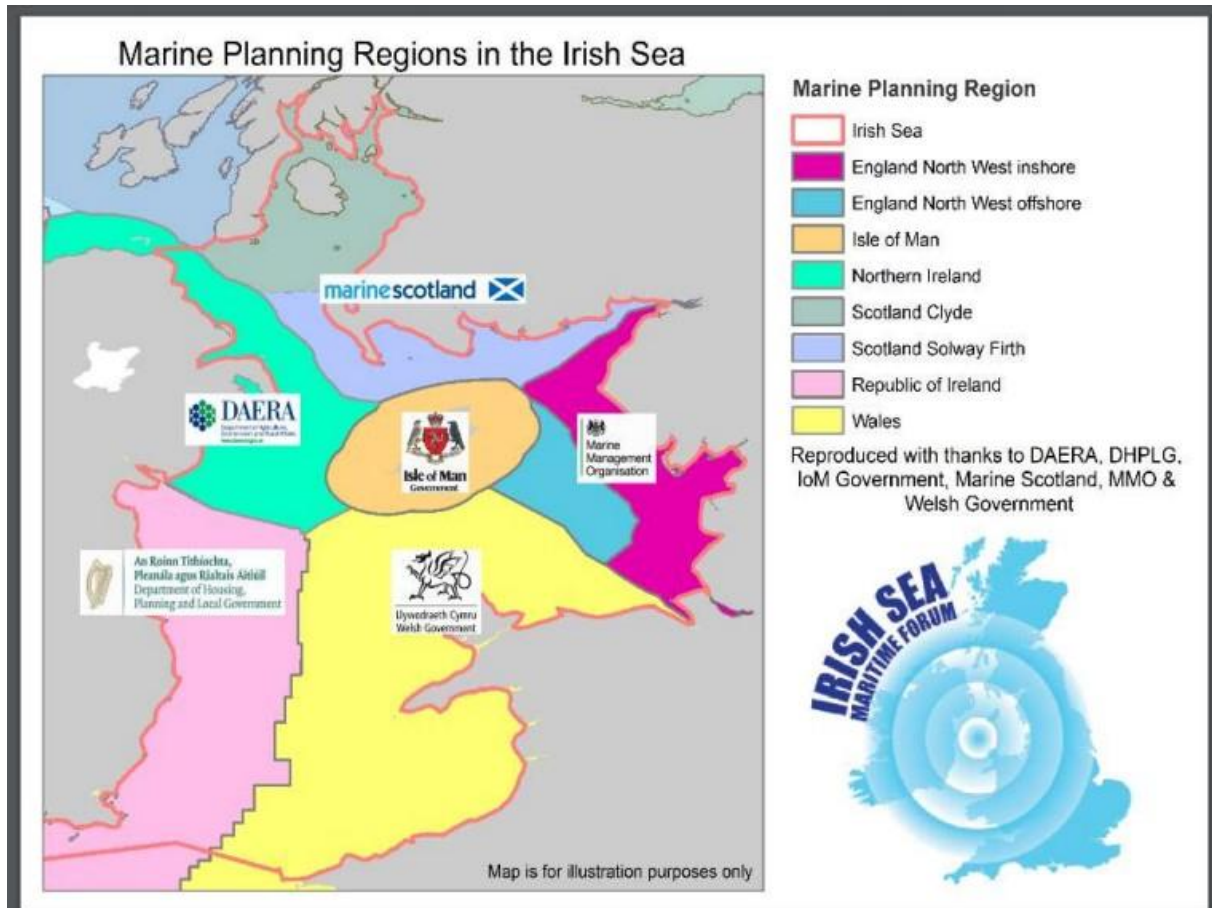 Marine Planning Regions in the Irish Sea
marinescotland
DAERA
Isle of Man
Government
Marine
Management
Organisation
An Roinn Tithíochta,
Pleanála agus Rialtais Áitiúil
Department of Housing,
Planning and Local Government
Llywodraeth Cymru
Welsh Government
Map is for illustration purposes only
Marine Planning Region
Irish Sea
England North West inshore
England North West offshore
Isle of Man
Northern Ireland
Scotland Clyde
Scotland Solway Firth
Republic of Ireland
Wales
Reproduced with thanks to DAERA, DHPLG,
IoM Government, Marine Scotland, MMO &
Welsh Government
IRISH SEA
MARITIME FORUM